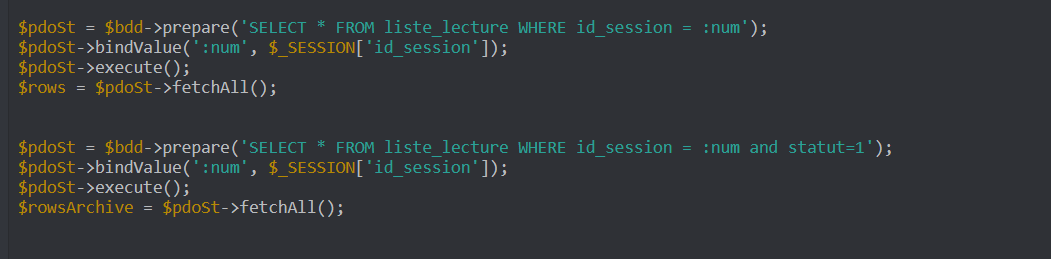 $pdoSt = $bdd->prepare('SELECT * FROM liste_lecture WHERE id_session = :num');
$pdoSt->bindValue(':num', $_SESSION['id_session']);
$pdoSt->execute();
$rows = $pdoSt->fetchAll();
$pdoSt = $bdd->prepare('SELECT * FROM liste_lecture WHERE id_session = :num and statut=1');
$pdoSt->bindValue(':num', $_SESSION['id_session']);
$pdoSt->execute();
$rowsArchive = $pdoSt->fetchAll();